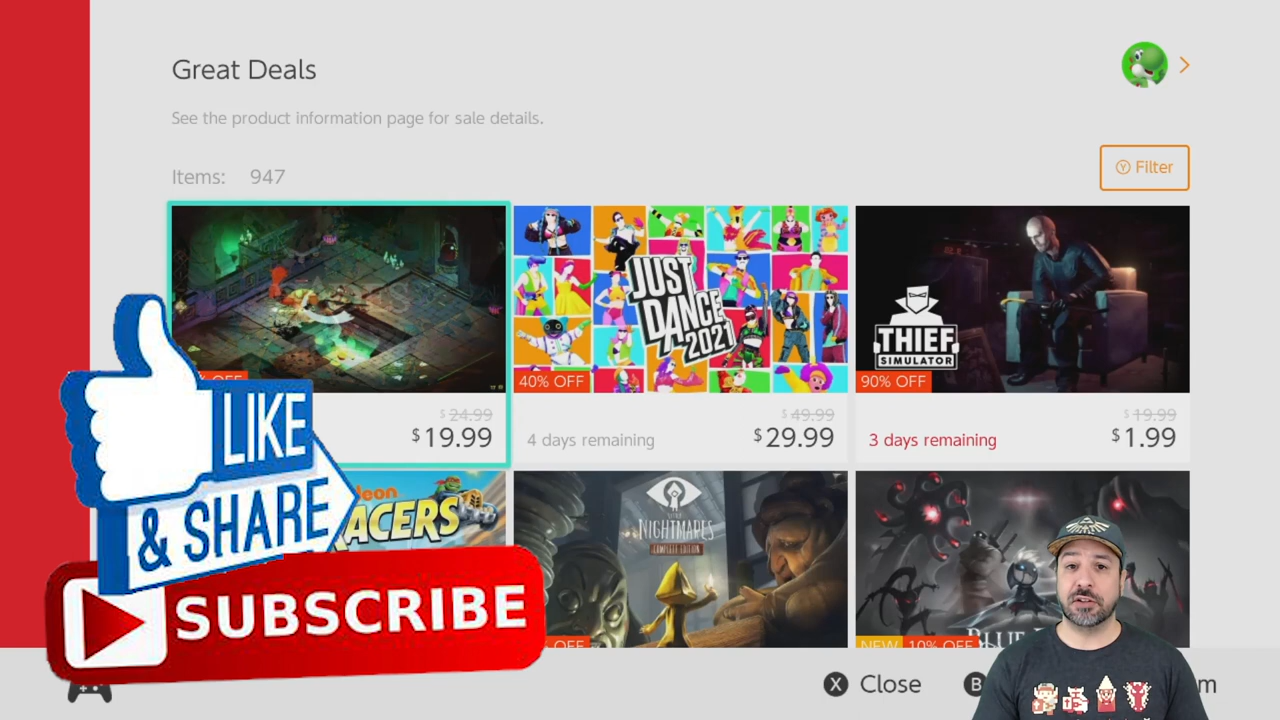 Great Deals
See the product information page for sale details.
Items: 947
Filter
JUST
DANCE
2021
THIEF
SIMULATOR
40% OFF
90% OFF
$24.99
$49.99
$19.99
$19.99
4 days remaining
$29.99
3 days remaining
$1.99
LIKE
& SHARE
SUBSCRIBE
NIGHTMARES
COMPLETE EDITION
NEW 10% OFF
X Close
B